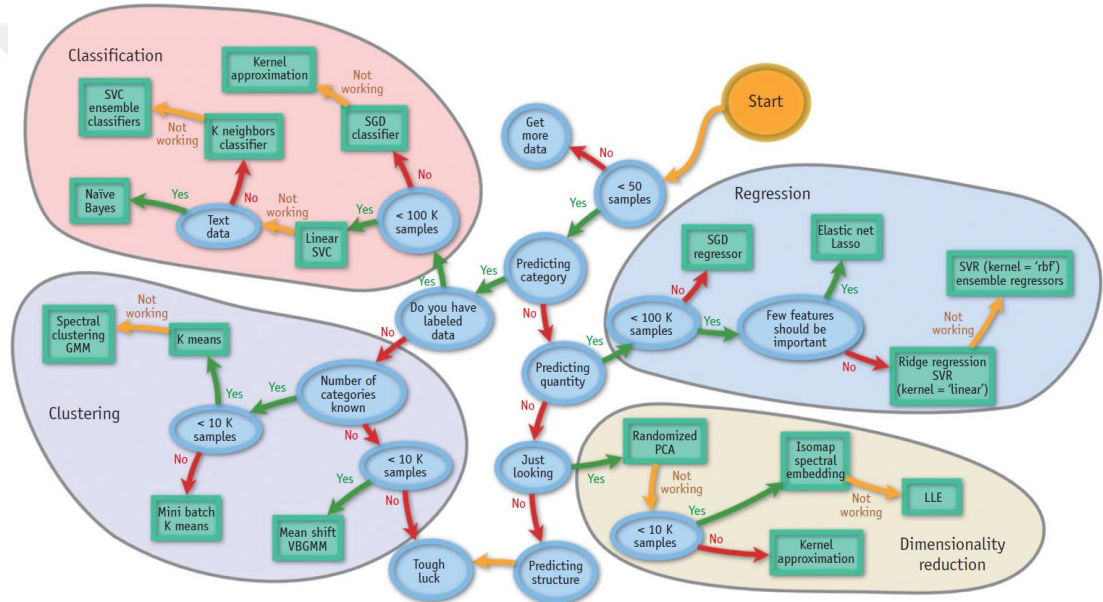 Classification
Kernel
approximation
Not
working
SVC
ensemble
classifiers
Not
working
K neighbors
classifier
SGD
classifier
No
Naïve
Bayes
Yes
No
Text
data
Not
working
Linear
SVC
Yes
< 100 K
samples
Yes
Start
Get
more
data
No
< 50
samples
Yes
Predicting
category
Yes
No
Do you have
labeled
data
No
Predicting
quantity
Yes
No
Just
looking
Yes
No
Predicting
structure
Tough
luck
Regression
SGD
regressor
No
< 100 K
samples
Yes
Elastic net
Lasso
Yes
Few features
should be
important
No
SVR (kernel = ‘rbf’)
ensemble regressors
Not
working
Ridge regression
SVR
(kernel = ‘linear’)
Clustering
Spectral
clustering
GMM
Not
working
K means
Yes
Yes
Number of
categories
known
No
< 10 K
samples
No
Mini batch
K means
< 10 K
samples
Yes
No
Mean shift
VBGMM
Randomized
PCA
Not
working
< 10 K
samples
Yes
No
Isomap
spectral
embedding
Not
working
LLE
Kernel
approximation
Dimensionality
reduction